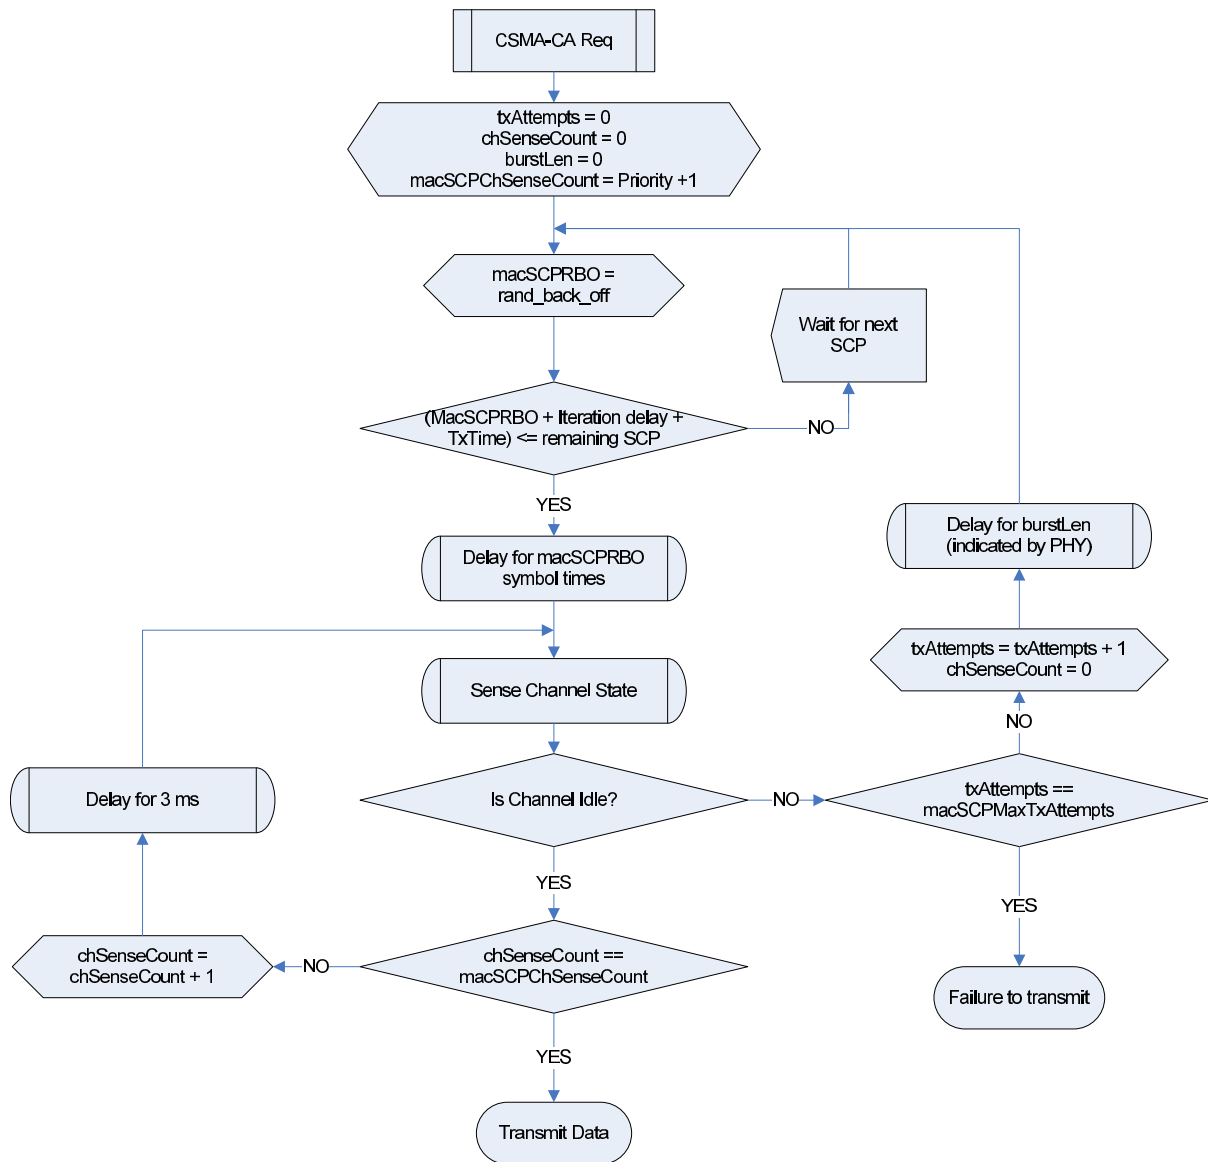 CSMA-CA Req
txAttempts = 0
chSenseCount = 0
burstLen = 0
macSCPChSenseCount = Priority +1
macSCPRBO =
rand_back_off
Wait for next
SCP
(MacSCPRBO + Iteration delay +
TxTime) <= remaining SCP
NO
YES
Delay for burstLen
(indicated by PHY)
Delay for macSCPRBO
symbol times
txAttempts = txAttempts + 1
chSenseCount = 0
Sense Channel State
NO
Delay for 3 ms
Is Channel Idle?
NO
txAttempts ==
macSCPMaxTxAttempts
YES
YES
chSenseCount =
chSenseCount + 1
NO
chSenseCount ==
macSCPChSenseCount
Failure to transmit
YES
Transmit Data